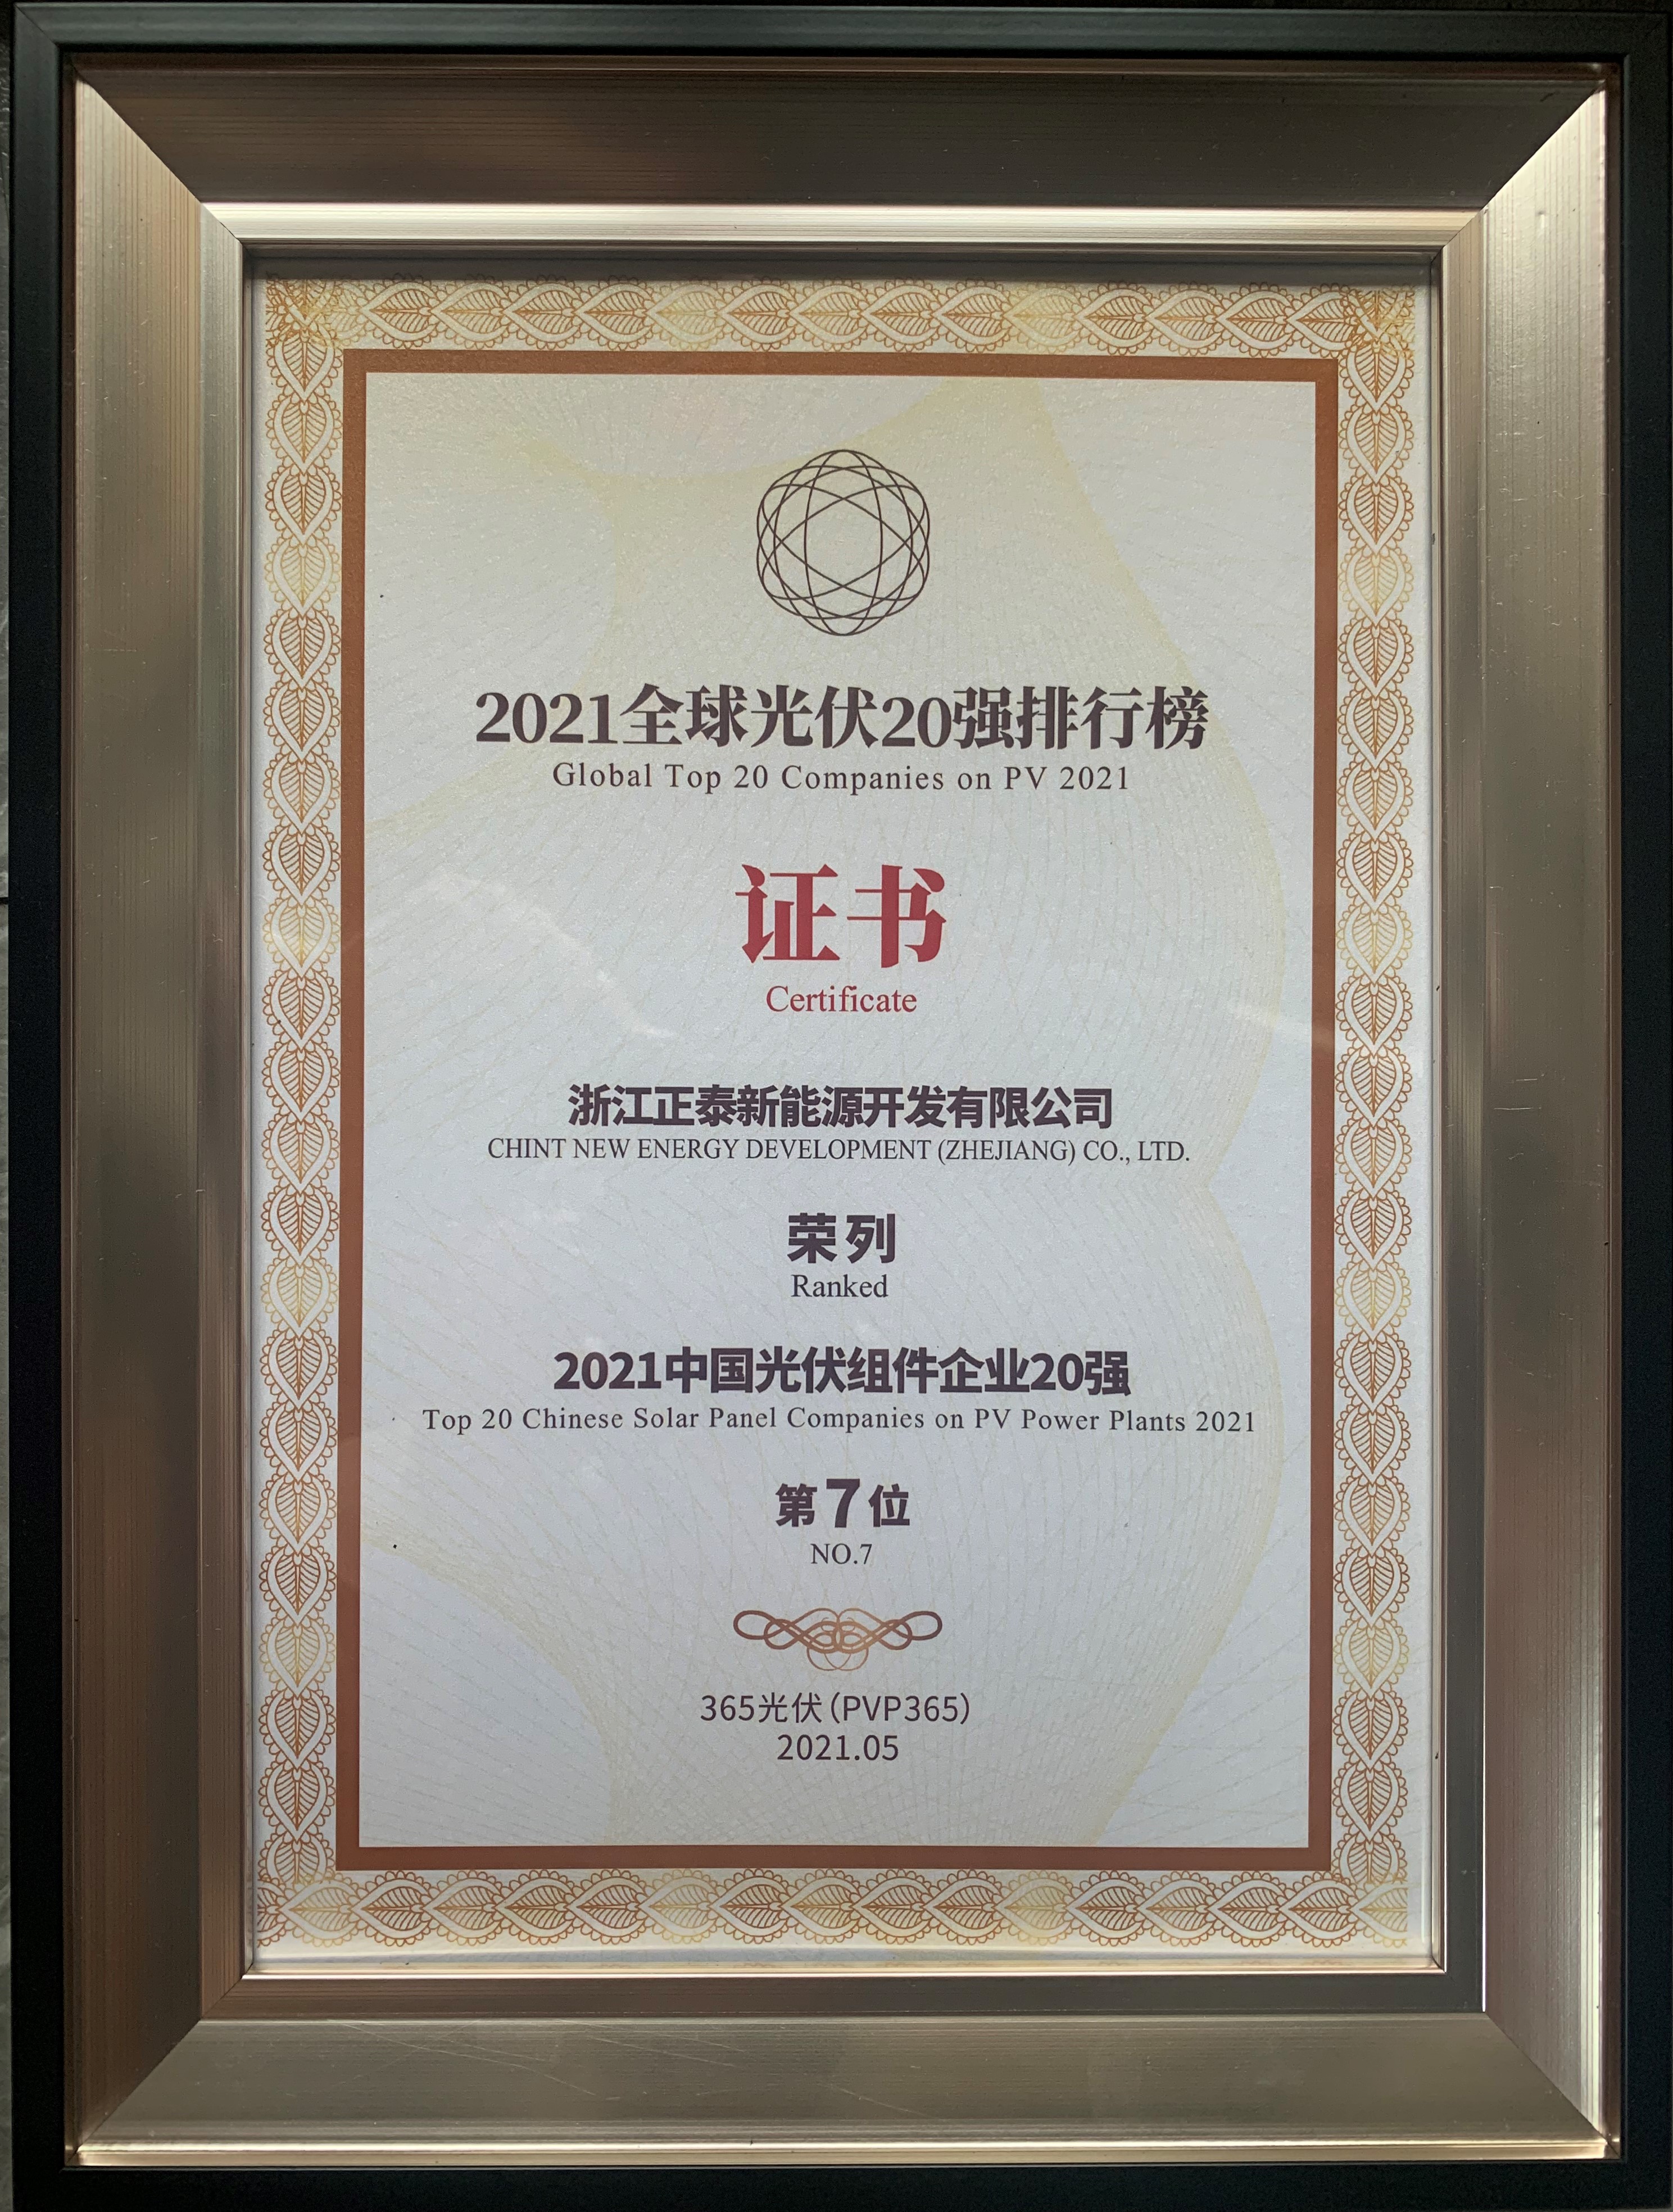 2021全球光伏20强排行榜
Global Top 20 Companies on PV 2021
证书
Certificate
浙江正泰新能源开发有限公司
CHINT NEW ENERGY DEVELOPMENT (ZHEJIANG) CO., LTD.
荣列
Ranked
2021中国光伏组件企业20强
Top 20 Chinese Solar Panel Companies on PV Power Plants 2021
第7位
NO.7
365光伏(PVP365)
2021.05